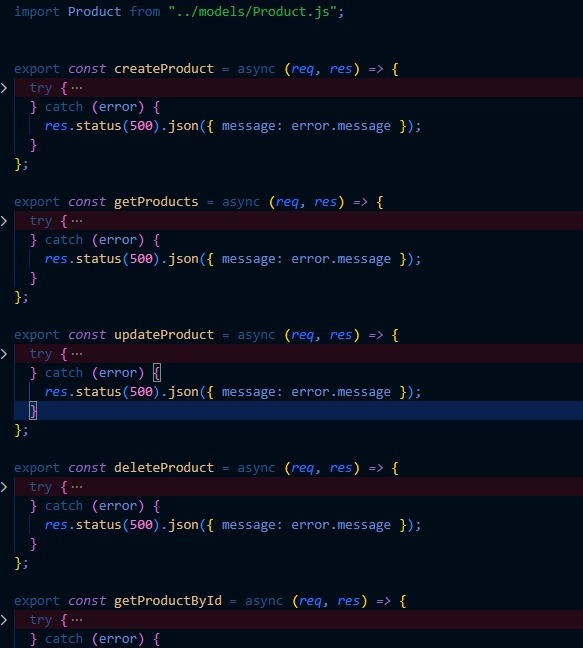 import Product from "../models/Product.js";
export const createProduct = async (req, res) => {
try {…
} catch (error) {
res.status(500).json({ message: error.message });
}
};
export const getProducts = async (req, res) => {
try {…
} catch (error) {
res.status(500).json({ message: error.message });
}
};
export const updateProduct = async (req, res) => {
try {…
} catch (error) {
res.status(500).json({ message: error.message });
}
};
export const deleteProduct = async (req, res) => {
try {…
} catch (error) {
res.status(500).json({ message: error.message });
}
};
export const getProductById = async (req, res) => {
try {…
} catch (error) {